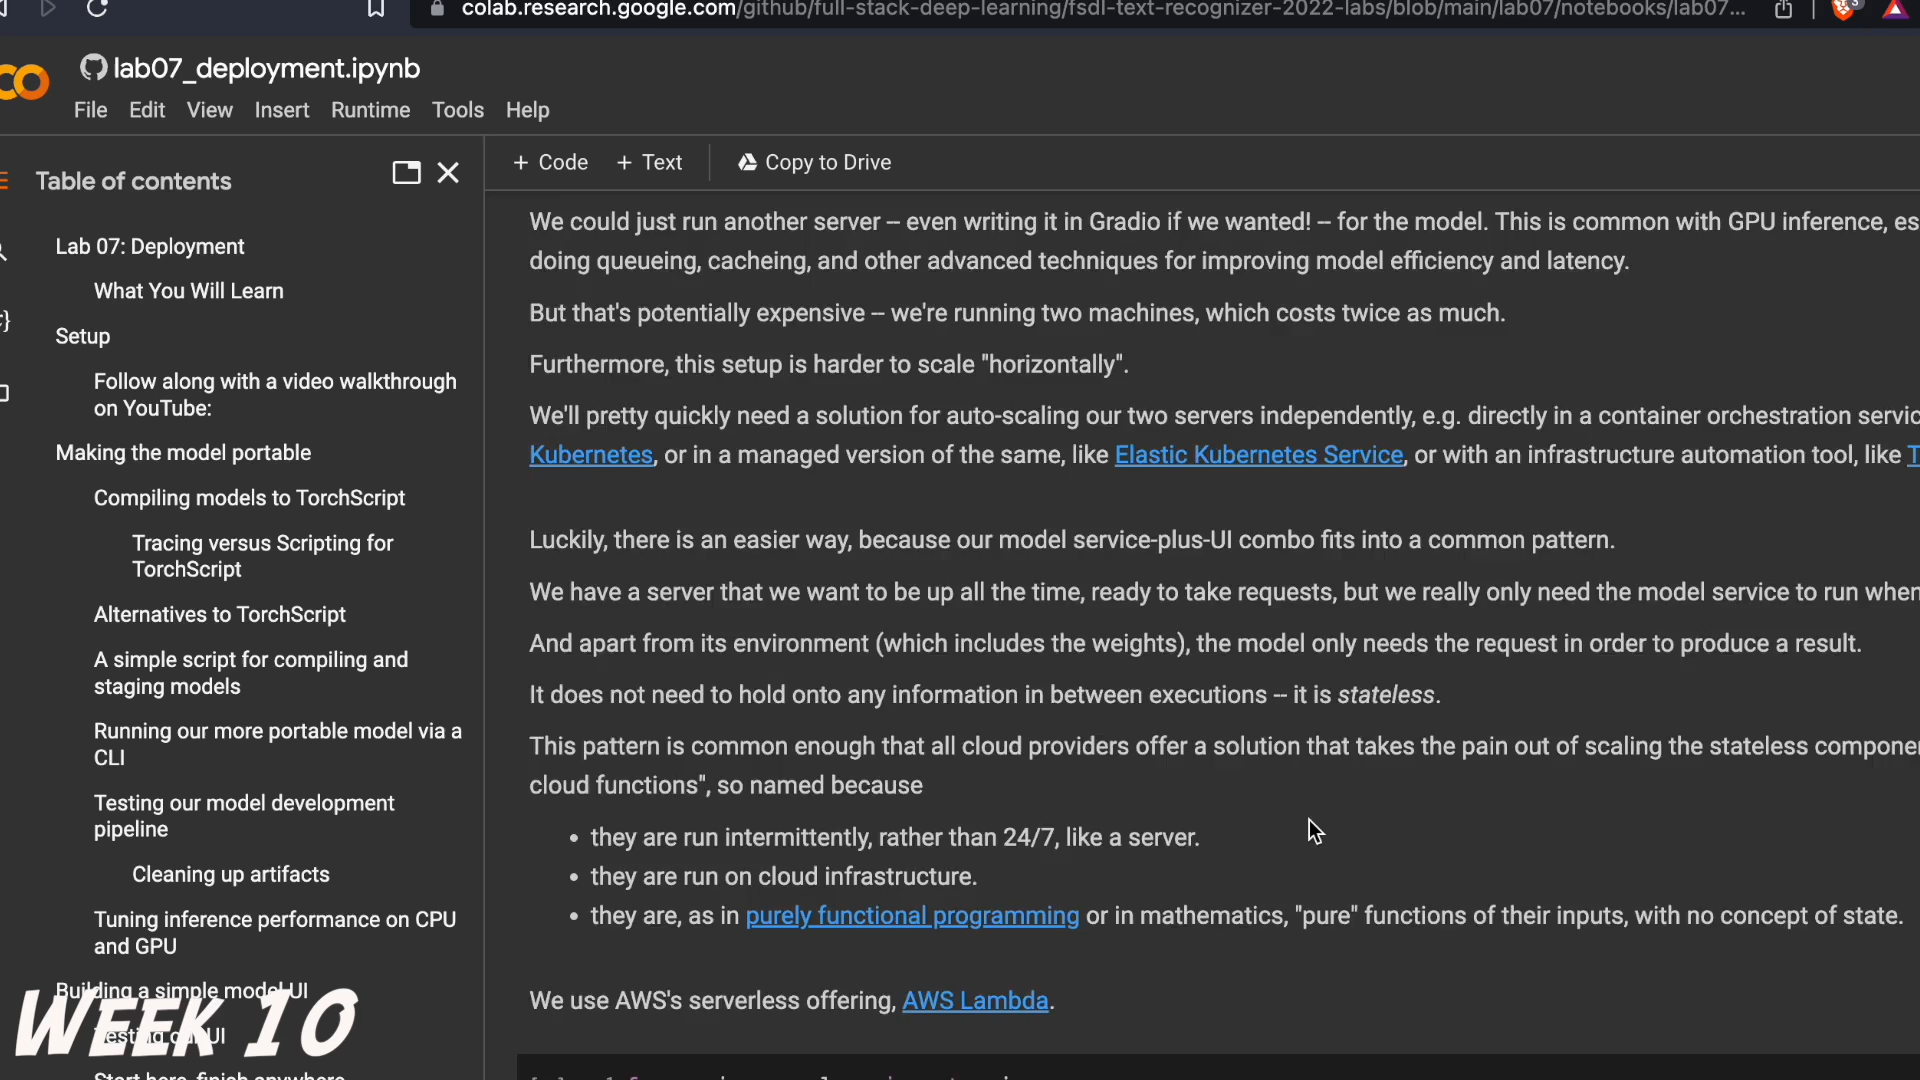 colab.research.google.com/github/full-stack-deep-learning/fsdl-text-recognizer-2022-labs/blob/main/lab07/notebooks/lab07...
lab07_deployment.ipynb
File Edit View Insert Runtime Tools Help
Table of contents
Lab 07: Deployment
What You Will Learn
Setup
Follow along with a video walkthrough
on YouTube:
Making the model portable
Compiling models to TorchScript
Tracing versus Scripting for
TorchScript
Alternatives to TorchScript
A simple script for compiling and
staging models
Running our more portable model via a
CLI
Testing our model development
pipeline
Cleaning up artifacts
Tuning inference performance on CPU
and GPU
Building a simple model UI
Testing our UI
Start here, finish anywhere
WEEK 10
+ Code + Text Copy to Drive
We could just run another server -- even writing it in Gradio if we wanted! -- for the model. This is common with GPU inference, es
doing queueing, cacheing, and other advanced techniques for improving model efficiency and latency.
But that's potentially expensive -- we're running two machines, which costs twice as much.
Furthermore, this setup is harder to scale "horizontally".
We'll pretty quickly need a solution for auto-scaling our two servers independently, e.g. directly in a container orchestration servic
Kubernetes, or in a managed version of the same, like Elastic Kubernetes Service, or with an infrastructure automation tool, like T
Luckily, there is an easier way, because our model service-plus-UI combo fits into a common pattern.
We have a server that we want to be up all the time, ready to take requests, but we really only need the model service to run when
And apart from its environment (which includes the weights), the model only needs the request in order to produce a result.
It does not need to hold onto any information in between executions -- it is stateless.
This pattern is common enough that all cloud providers offer a solution that takes the pain out of scaling the stateless componen
cloud functions", so named because
• they are run intermittently, rather than 24/7, like a server.
• they are run on cloud infrastructure.
• they are, as in purely functional programming or in mathematics, "pure" functions of their inputs, with no concept of state.
We use AWS's serverless offering, AWS Lambda.